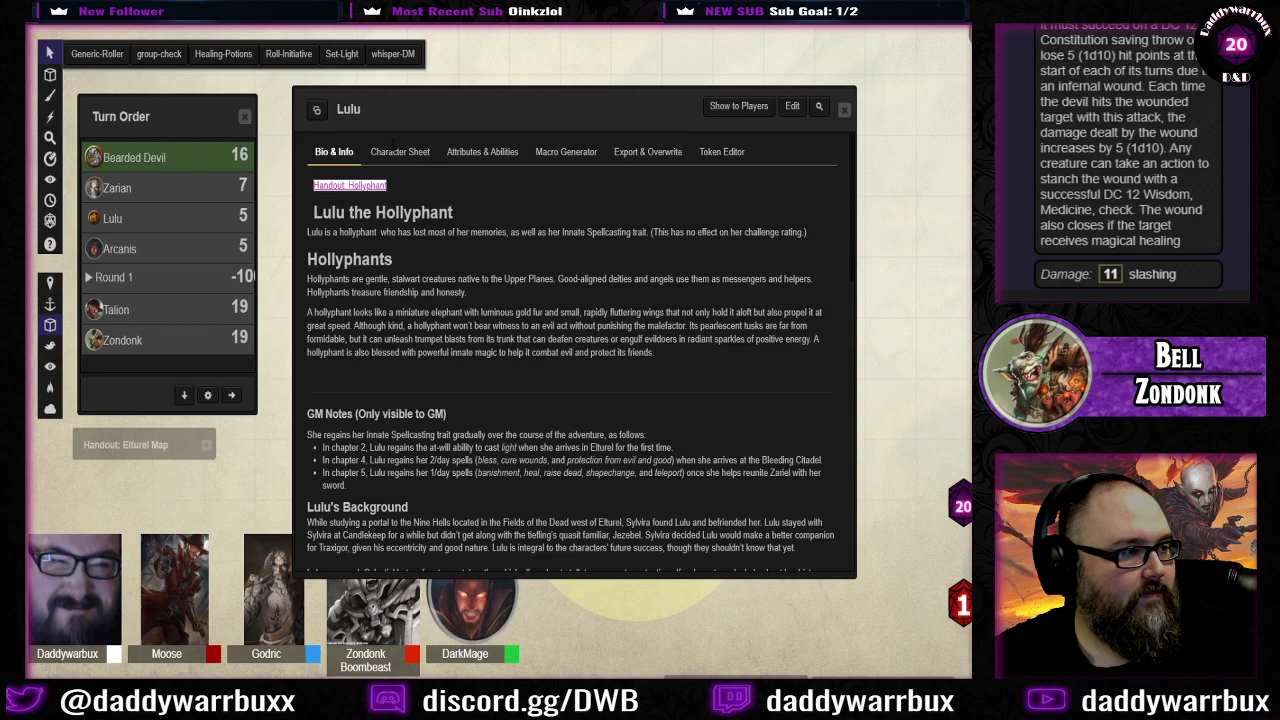 New Follower
Most Recent Sub Oinkzlol
NEW SUB Sub Goal: 1/2
Daddywarrbux
20
D&D
Generic-Roller
group-check
Healing-Potions
Roll-Initiative
Set-Light
whisper-DM
Turn Order
Bearded Devil 16
Zarian 7
Lulu 5
Arcanis 5
Round 1 -100
Talion 19
Zondonk 19
Handout: Elturel Map
Lulu
Show to Players
Edit
Bio & Info
Character Sheet
Attributes & Abilities
Macro Generator
Export & Overwrite
Token Editor
Handout: Hollyphant
Lulu the Hollyphant
Lulu is a hollyphant who has lost most of her memories, as well as her Innate Spellcasting trait. (This has no effect on her challenge rating.)
Hollyphants
Hollyphants are gentle, stalwart creatures native to the Upper Planes. Good-aligned deities and angels use them as messengers and helpers.
Hollyphants treasure friendship and honesty.
A hollyphant looks like a miniature elephant with luminous gold fur and small, rapidly fluttering wings that not only hold it aloft but also propel it at
great speed. Although kind, a hollyphant won't bear witness to an evil act without punishing the malefactor. Its pearlescent tusks are far from
formidable, but it can unleash trumpet blasts from its trunk that can deafen creatures or engulf evildoers in radiant sparkles of positive energy. A
hollyphant is also blessed with powerful innate magic to help it combat evil and protect its friends.
GM Notes (Only visible to GM)
She regains her Innate Spellcasting trait gradually over the course of the adventure, as follows:
• In chapter 2, Lulu regains the at-will ability to cast light when she arrives in Elturel for the first time.
• In chapter 4, Lulu regains her 2/day spells (bless, cure wounds, and protection from evil and good) when she arrives at the Bleeding Citadel.
• In chapter 5, Lulu regains her 1/day spells (banishment, heal, raise dead, shapechange, and teleport) once she helps reunite Zariel with her
sword.
Lulu's Background
While studying a portal to the Nine Hells located in the Fields of the Dead west of Elturel, Sylvira found Lulu and befriended her. Lulu stayed with
Sylvira at Candlekeep for a while but didn't get along with the tiefling's quasit familiar, Jezebel. Sylvira decided Lulu would make a better companion
for Traxigor, given his eccentricity and good nature. Lulu is integral to the characters' future success, though they shouldn't know that yet.
it must succeed on a DC 12
Constitution saving throw o
lose 5 (1d10) hit points at th
start of each of its turns due t
an infernal wound. Each time
the devil hits the wounded
target with this attack, the
damage dealt by the wound
increases by 5 (1d10). Any
creature can take an action to
stanch the wound with a
successful DC 12 Wisdom,
Medicine, check. The wound
also closes if the target
receives magical healing
Damage: 11 slashing
Bell
Zondonk
20
1
Daddywarbux
Moose
Godric
Zondonk
Boombeast
DarkMage
@daddywarrbuxx
discord.gg/DWB
daddywarrbux
daddywarrbux